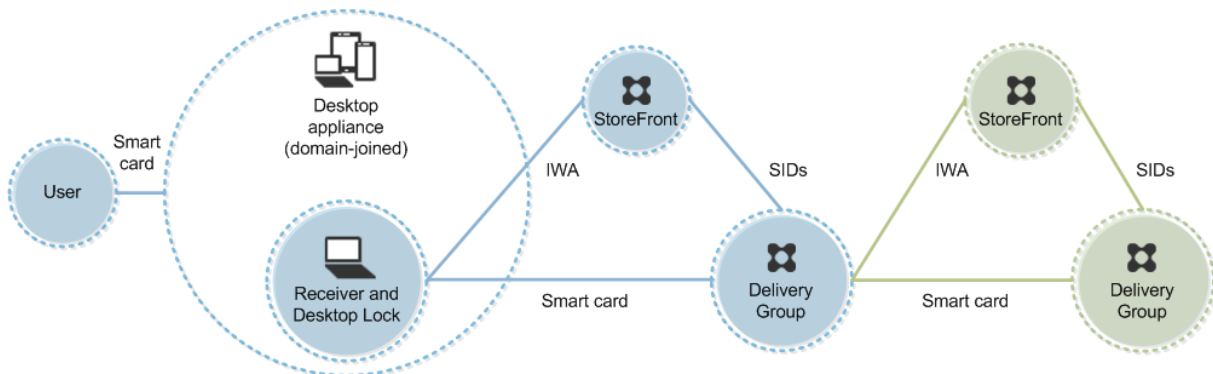 User
Smart
card
Desktop
appliance
(domain-joined)
Receiver and
Desktop Lock
IWA
StoreFront
SIDs
Smart card
Delivery
Group
IWA
StoreFront
SIDs
Smart card
Delivery
Group